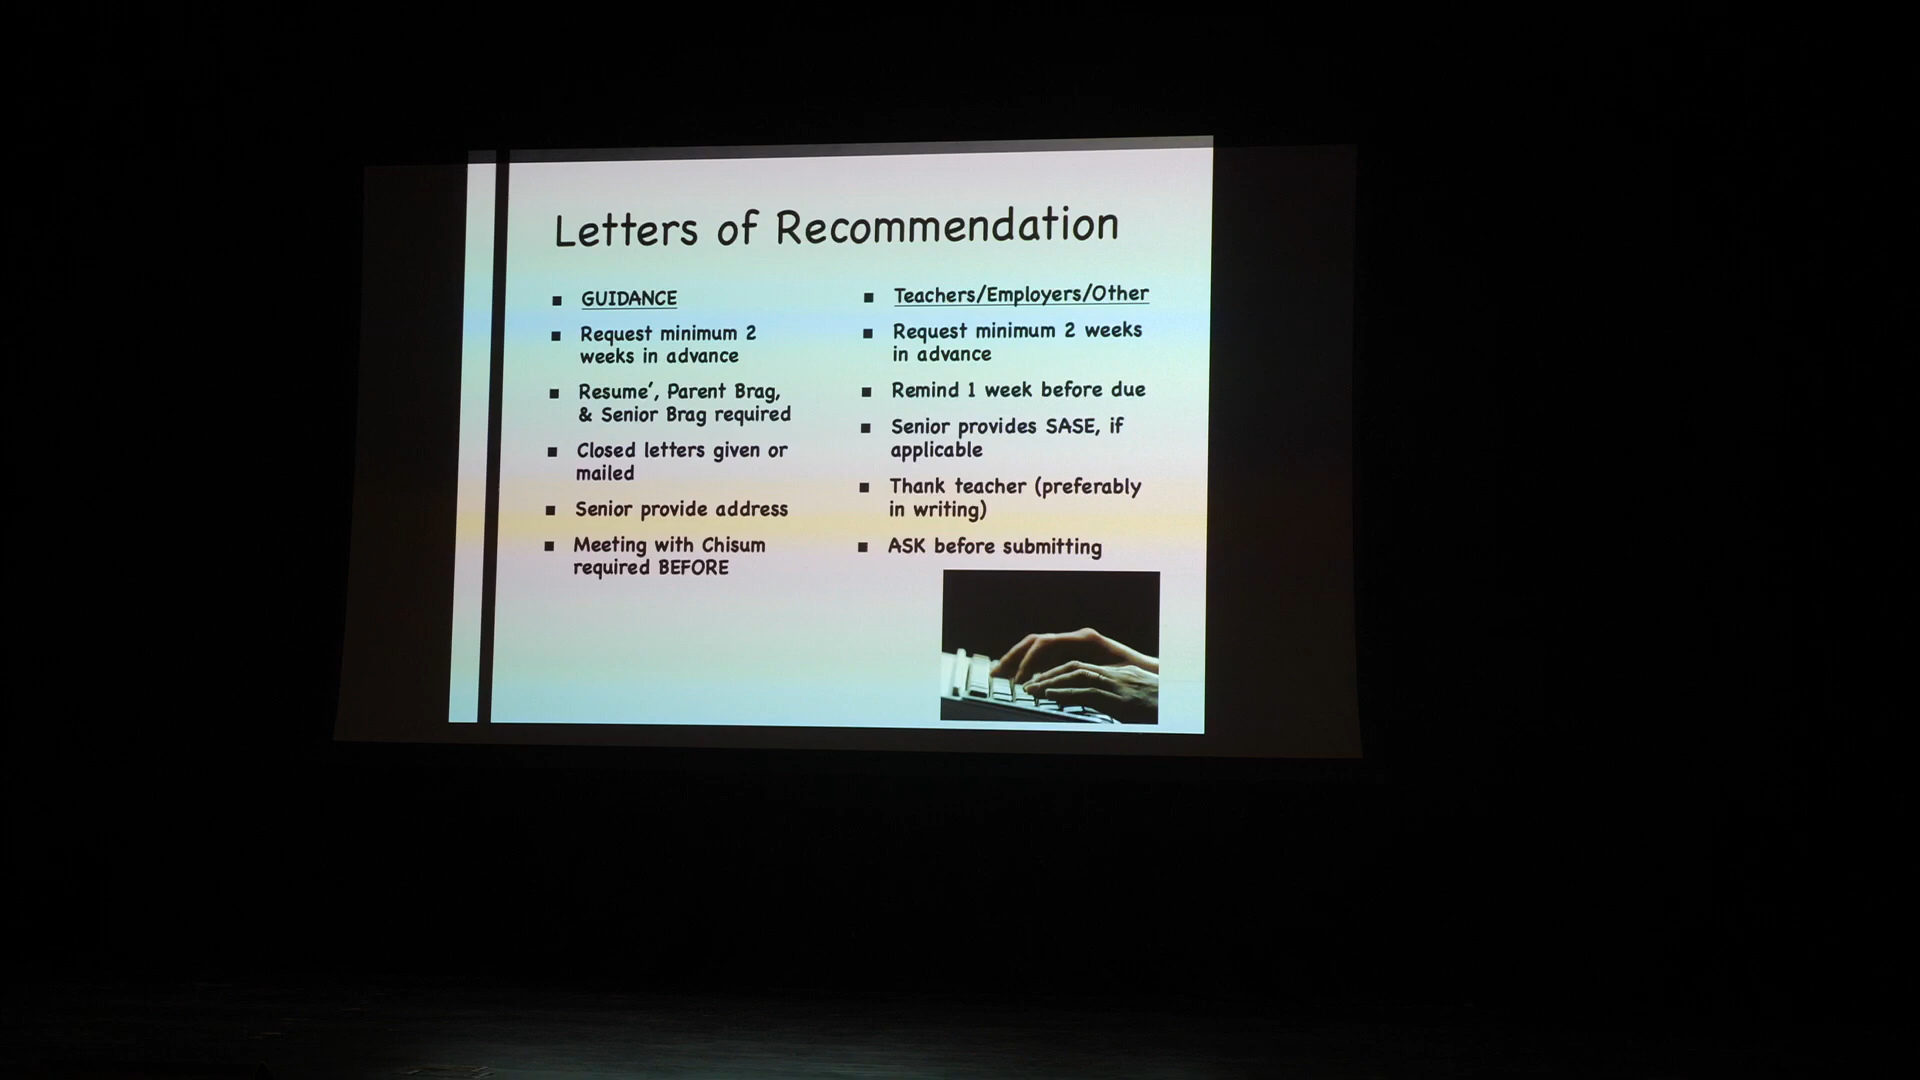 Letters of Recommendation
GUIDANCE
Request minimum 2
weeks in advance
Resume', Parent Brag,
& Senior Brag required
Closed letters given or
mailed
Senior provide address
Meeting with Chisum
required BEFORE
Teachers/Employers/Other
Request minimum 2 weeks
in advance
Remind 1 week before due
Senior provides SASE, if
applicable
Thank teacher (preferably
in writing)
ASK before submitting